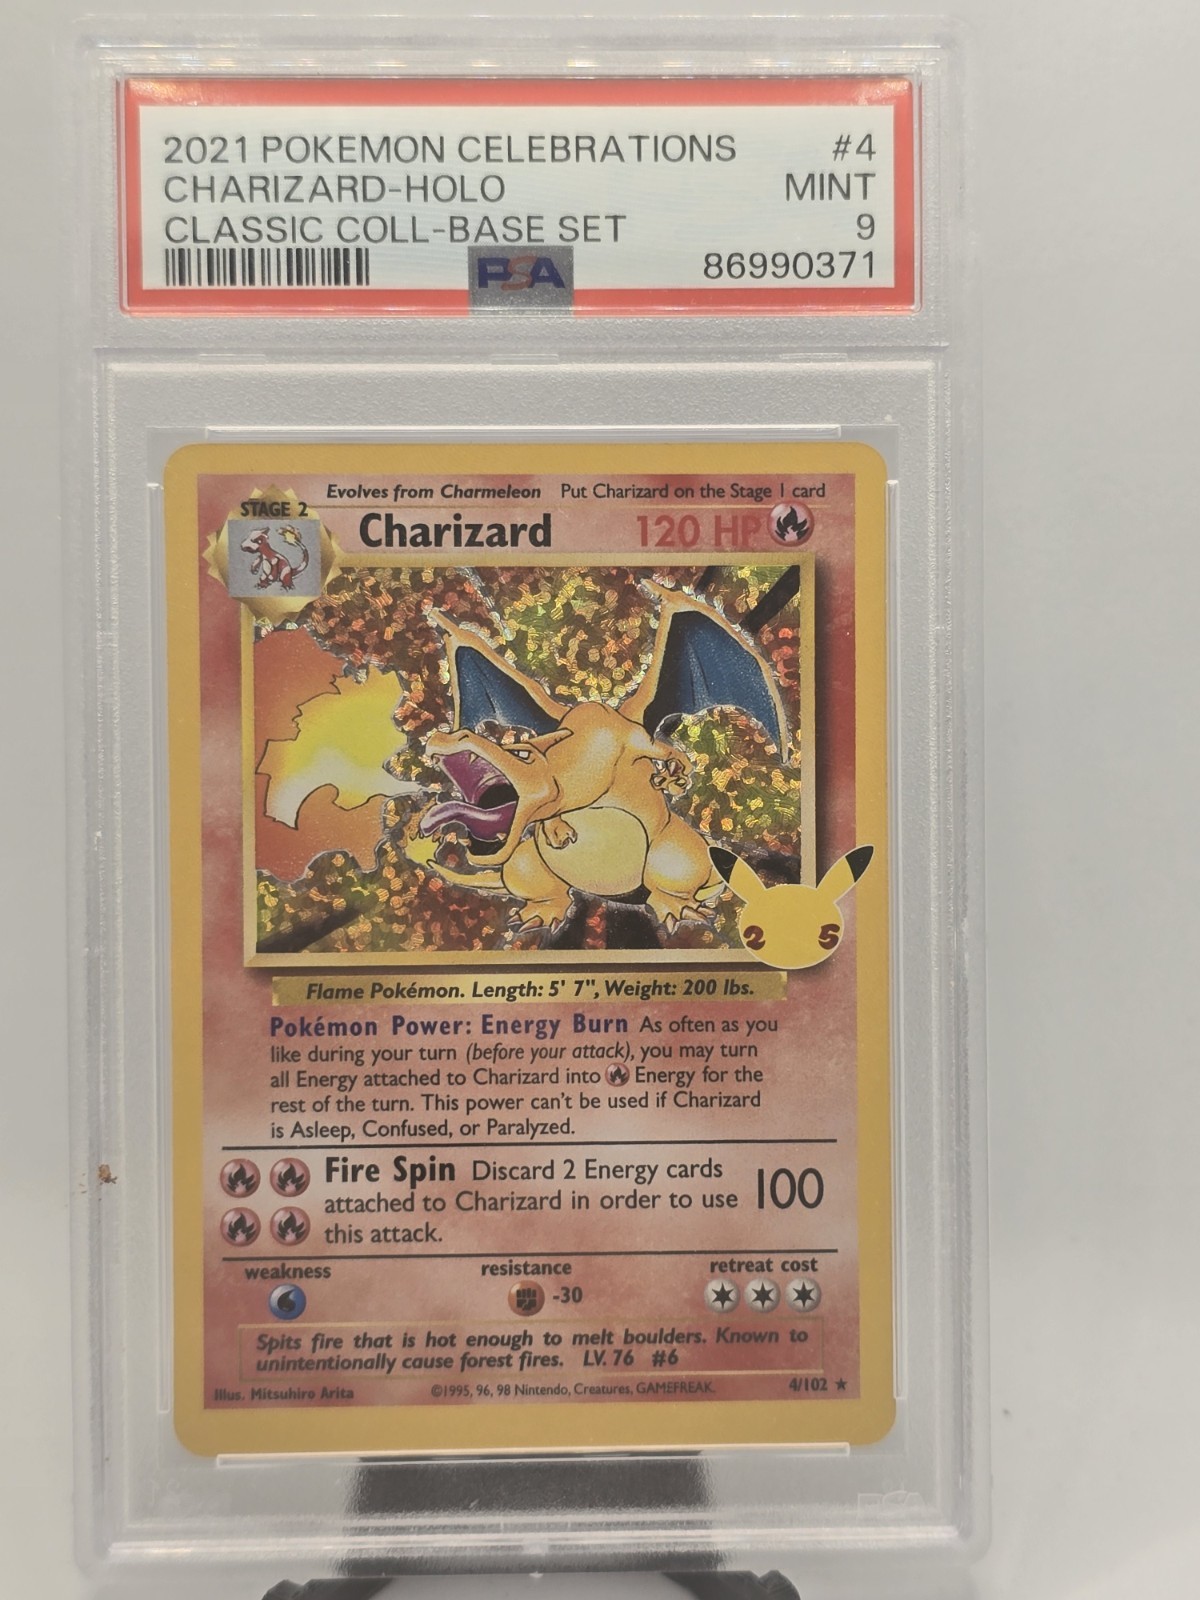 2021 POKEMON CELEBRATIONS #4
CHARIZARD-HOLO MINT
CLASSIC COLL-BASE SET 9
PSA 86990371
Evolves from Charmeleon Put Charizard on the Stage 1 card
STAGE 2
Charizard 120 HP
2 5
Flame Pokémon. Length: 5' 7", Weight: 200 lbs.
Pokémon Power: Energy Burn As often as you
like during your turn (before your attack), you may turn
all Energy attached to Charizard into Energy for the
rest of the turn. This power can't be used if Charizard
is Asleep, Confused, or Paralyzed.
Fire Spin Discard 2 Energy cards
attached to Charizard in order to use 100
this attack.
weakness resistance retreat cost
-30
Spits fire that is hot enough to melt boulders. Known to
unintentionally cause forest fires. LV. 76 #6
Illus. Mitsuhiro Arita ©1995, 96, 98 Nintendo, Creatures, GAMEFREAK. 4/102 ★
PSA